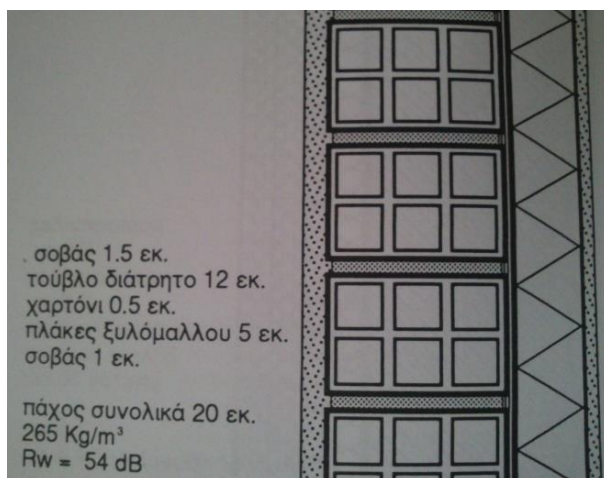 σοβάς 1.5 εκ.
τούβλο διάτρητο 12 εκ.
χαρτόνι 0.5 εκ.
πλάκες ξυλόμαλλου 5 εκ.
σοβάς 1 εκ.
πάχος συνολικά 20 εκ.
265 Kg/m³
Rw = 54 dB